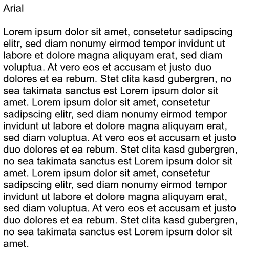 Arial
Lorem ipsum dolor sit amet, consetetur sadipscing
elitr, sed diam nonumy eirmod tempor invidunt ut
labore et dolore magna aliquyam erat, sed diam
voluptua. At vero eos et accusam et justo duo
dolores et ea rebum. Stet clita kasd gubergren, no
sea takimata sanctus est Lorem ipsum dolor sit
amet. Lorem ipsum dolor sit amet, consetetur
sadipscing elitr, sed diam nonumy eirmod tempor
invidunt ut labore et dolore magna aliquyam erat,
sed diam voluptua. At vero eos et accusam et justo
duo dolores et ea rebum. Stet clita kasd gubergren,
no sea takimata sanctus est Lorem ipsum dolor sit
amet. Lorem ipsum dolor sit amet, consetetur
sadipscing elitr, sed diam nonumy eirmod tempor
invidunt ut labore et dolore magna aliquyam erat,
sed diam voluptua. At vero eos et accusam et justo
duo dolores et ea rebum. Stet clita kasd gubergren,
no sea takimata sanctus est Lorem ipsum dolor sit
amet.